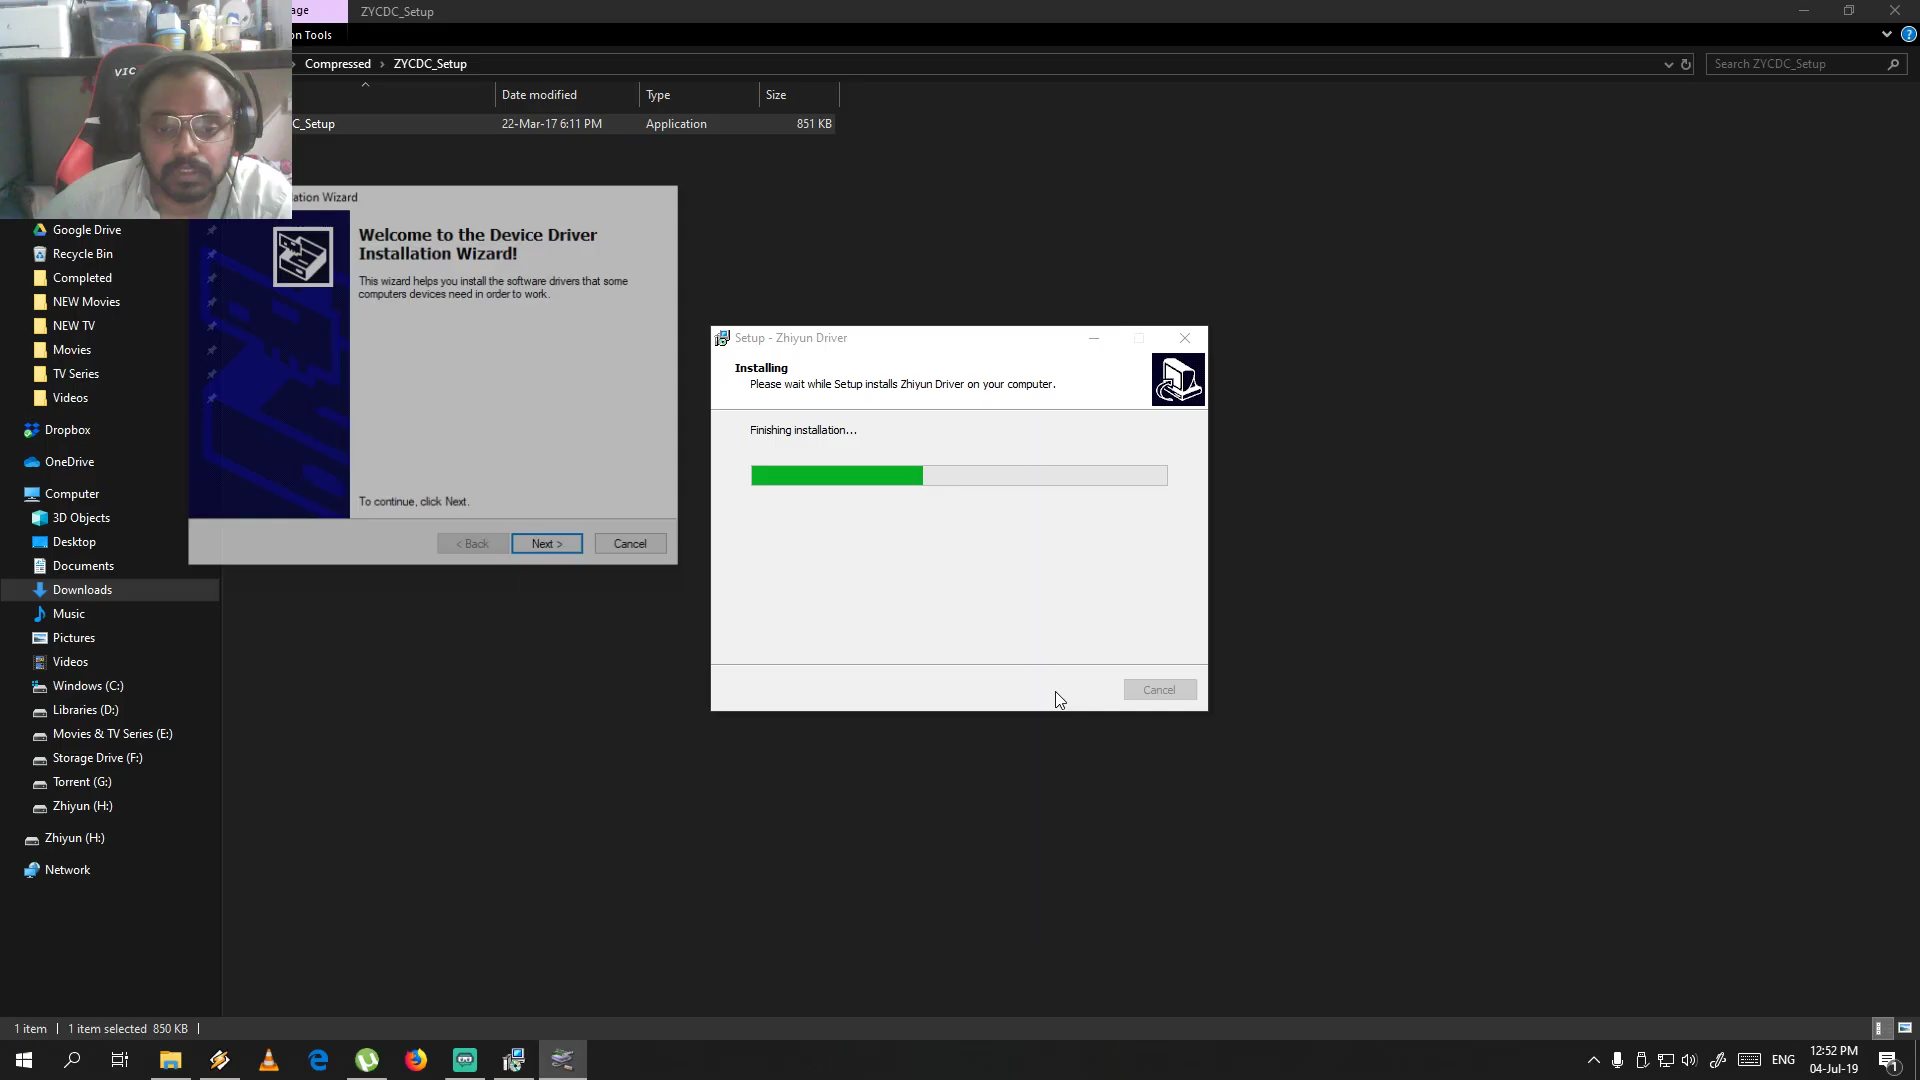 age
ZYCDC_Setup
on Tools
Compressed > ZYCDC_Setup
Search ZYCDC_Setup
Date modified
Type
Size
C_Setup
22-Mar-17 6:11 PM
Application
851 KB
VIC
ation Wizard
Welcome to the Device Driver
Installation Wizard!
This wizard helps you install the software drivers that some
computers devices need in order to work.
To continue, click Next.
< Back
Next >
Cancel
Setup - Zhiyun Driver
Installing
Please wait while Setup installs Zhiyun Driver on your computer.
Finishing installation...
Cancel
Google Drive
Recycle Bin
Completed
NEW Movies
NEW TV
Movies
TV Series
Videos
Dropbox
OneDrive
Computer
3D Objects
Desktop
Documents
Downloads
Music
Pictures
Videos
Windows (C:)
Libraries (D:)
Movies & TV Series (E:)
Storage Drive (F:)
Torrent (G:)
Zhiyun (H:)
Zhiyun (H:)
Network
1 item
1 item selected 850 KB
ENG
12:52 PM
04-Jul-19
1